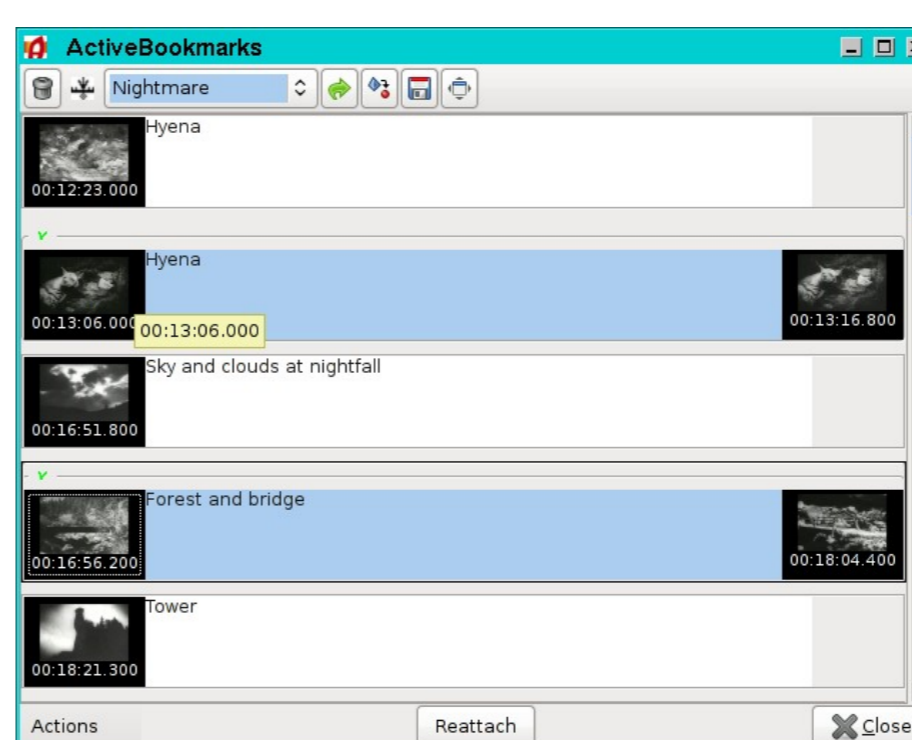 ActiveBookmarks
Nightmare
Hyena
00:12:23.000
Hyena
00:13:06.000
00:13:16.800
00:13:06.000
Sky and clouds at nightfall
00:16:51.800
Forest and bridge
00:16:56.200
00:18:04.400
Tower
00:18:21.300
Actions
Reattach
Close